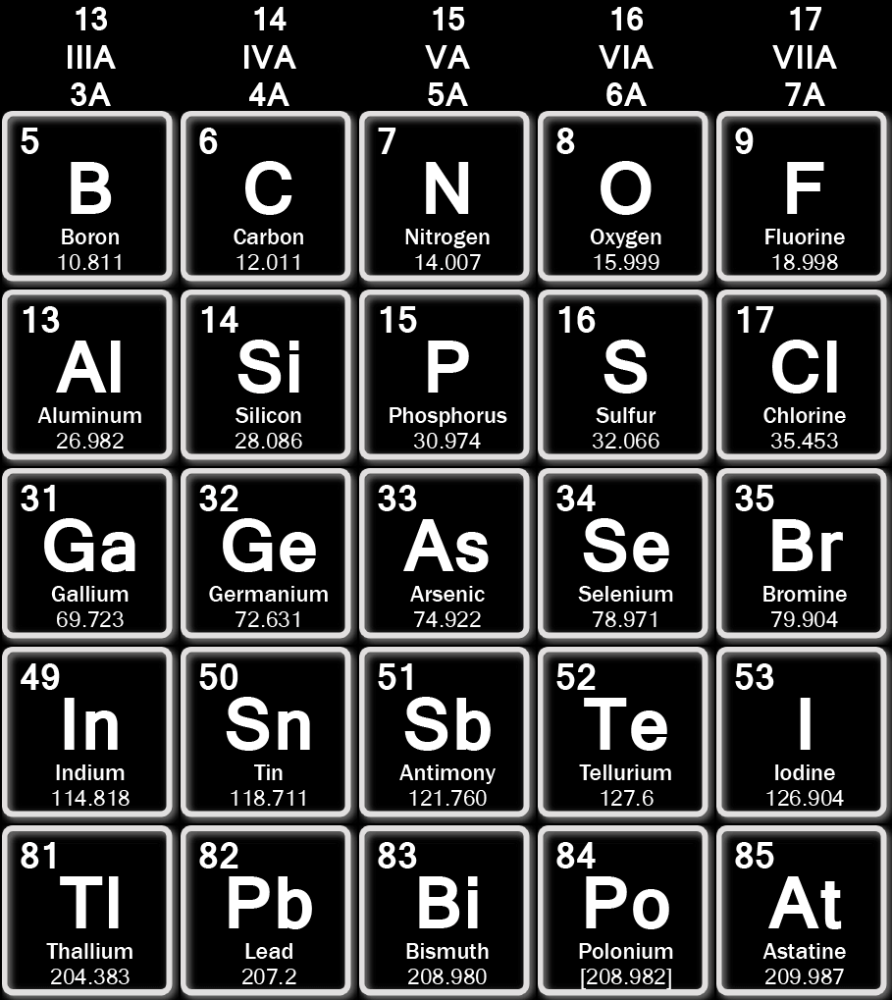 13 14 15 16 17
IIIA IVA VA VIA VIIA
3A 4A 5A 6A 7A
5 6 7 8 9
B C N O F
Boron Carbon Nitrogen Oxygen Fluorine
10.811 12.011 14.007 15.999 18.998
13 14 15 16 17
Al Si P S Cl
Aluminum Silicon Phosphorus Sulfur Chlorine
26.982 28.086 30.974 32.066 35.453
31 32 33 34 35
Ga Ge As Se Br
Gallium Germanium Arsenic Selenium Bromine
69.723 72.631 74.922 78.971 79.904
49 50 51 52 53
In Sn Sb Te I
Indium Tin Antimony Tellurium Iodine
114.818 118.711 121.760 127.6 126.904
81 82 83 84 85
Tl Pb Bi Po At
Thallium Lead Bismuth Polonium Astatine
204.383 207.2 208.980 [208.982] 209.987